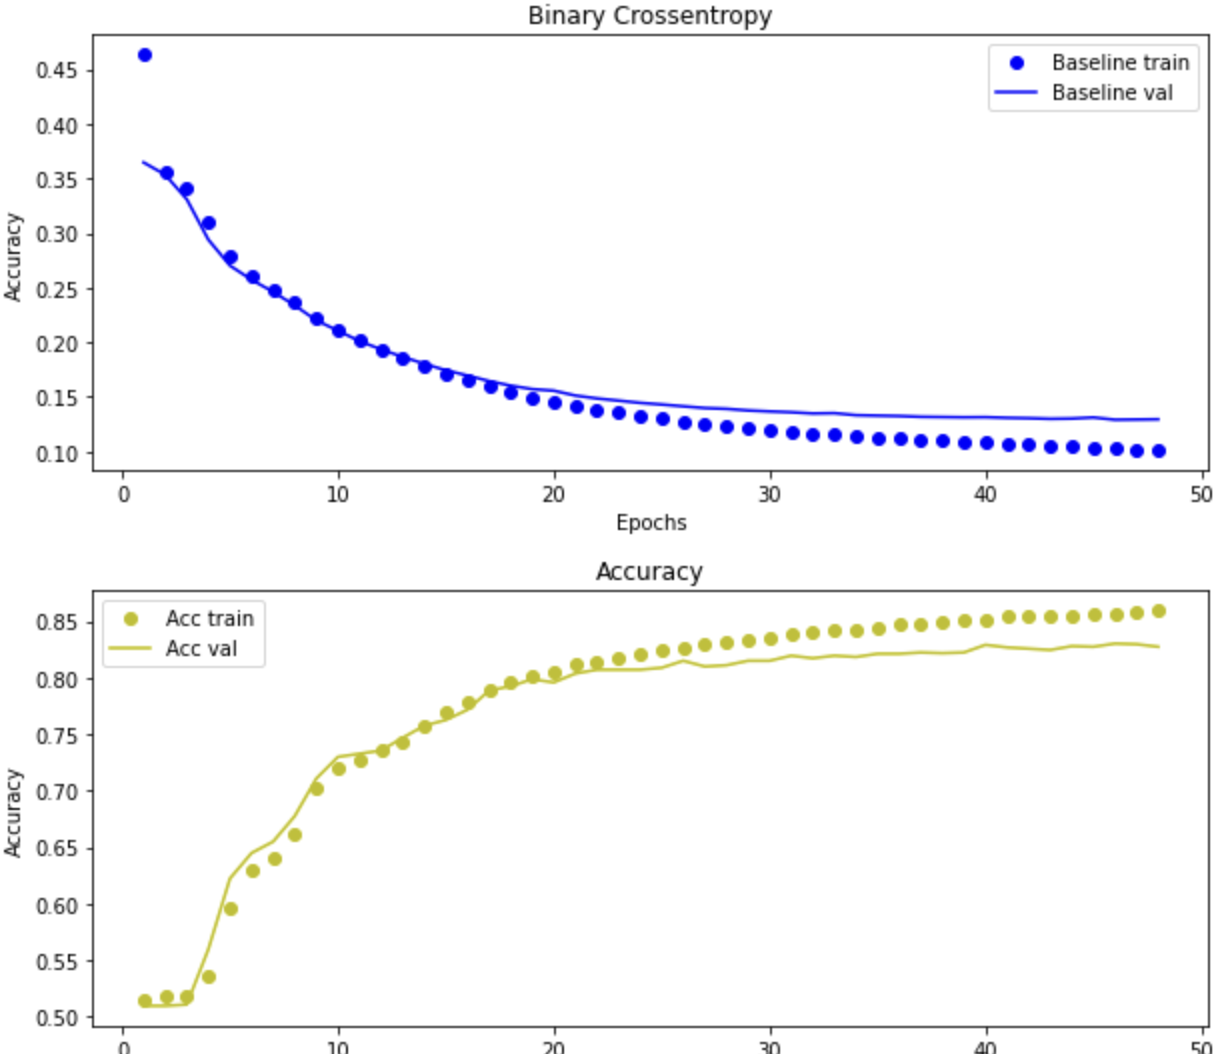 Binary Crossentropy
Baseline train
Baseline val
Accuracy
0.45
0.40
0.35
0.30
0.25
0.20
0.15
0.10
0 10 20 30 40 50
Epochs
Accuracy
Acc train
Acc val
Accuracy
0.85
0.80
0.75
0.70
0.65
0.60
0.55
0.50
0 10 20 30 40 50